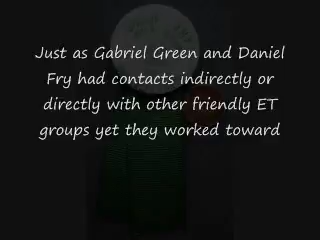 Just as Gabriel Green and Daniel
Fry had contacts indirectly or
directly with other friendly ET
groups yet they worked toward